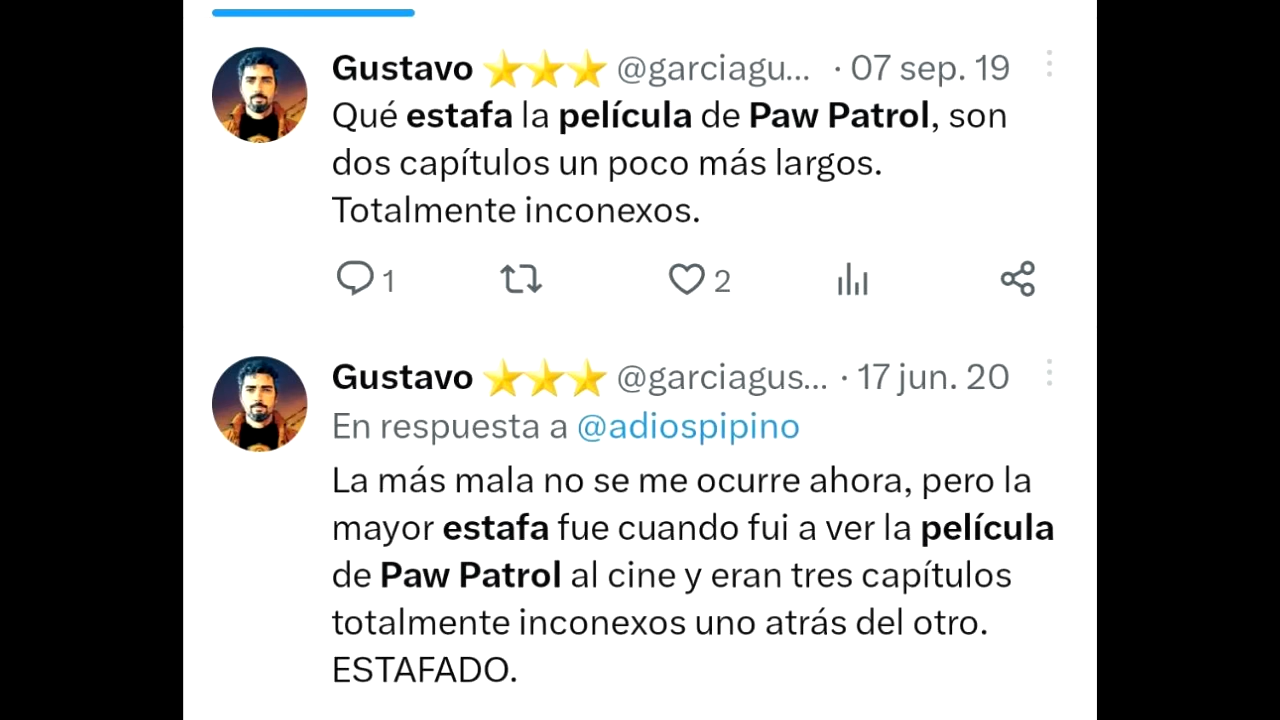 Gustavo ⭐⭐⭐ @garciagu... · 07 sep. 19
Qué estafa la película de Paw Patrol, son
dos capítulos un poco más largos.
Totalmente inconexos.
1 2
Gustavo ⭐⭐⭐ @garciagus... · 17 jun. 20
En respuesta a @adiospipino
La más mala no se me ocurre ahora, pero la
mayor estafa fue cuando fui a ver la película
de Paw Patrol al cine y eran tres capítulos
totalmente inconexos uno atrás del otro.
ESTAFADO.